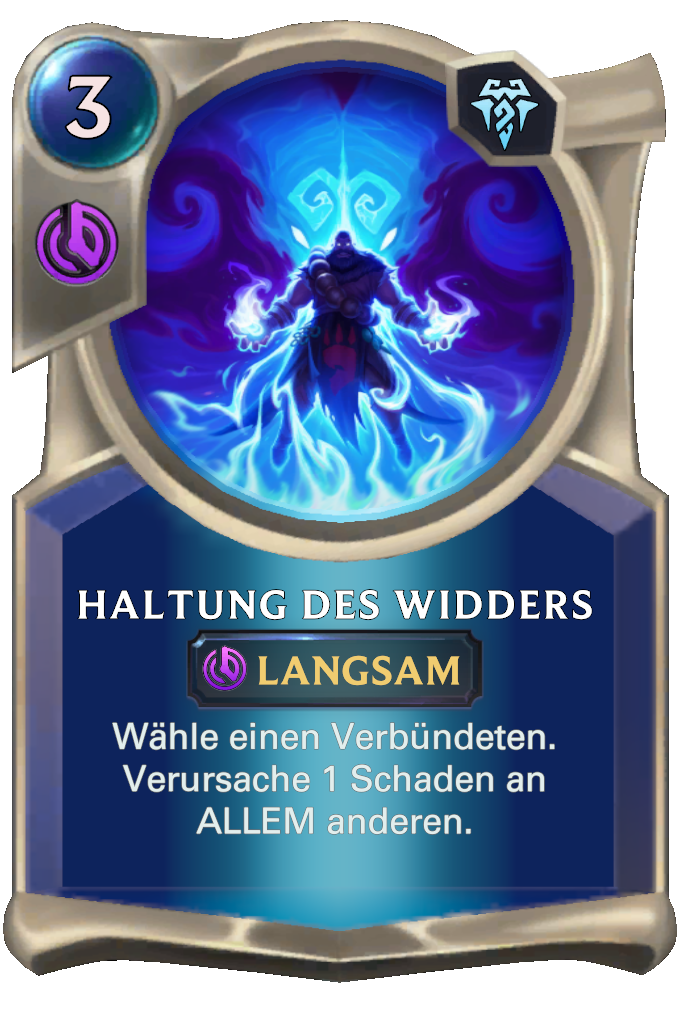 3
HALTUNG DES WIDDERS
LANGSAM
Wähle einen Verbündeten.
Verursache 1 Schaden an
ALLEM anderen.